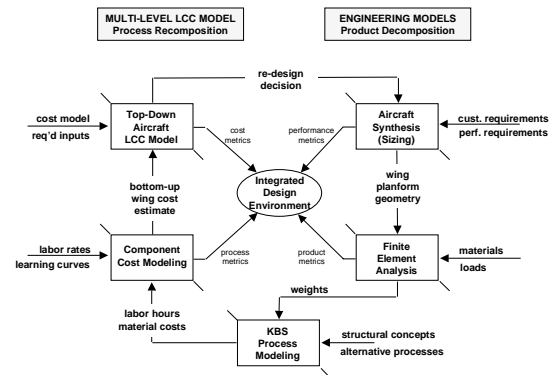 MULTI-LEVEL LCC MODEL
Process Recomposition
ENGINEERING MODELS
Product Decomposition
re-design
decision
cost model
req'd inputs
Top-Down
Aircraft
LCC Model
cost
metrics
performance
metrics
Aircraft
Synthesis
(Sizing)
cust. requirements
perf. requirements
bottom-up
wing cost
estimate
Integrated
Design
Environment
wing
planform
geometry
labor rates
learning curves
Component
Cost Modeling
process
metrics
product
metrics
Finite
Element
Analysis
materials
loads
weights
labor hours
material costs
KBS
Process
Modeling
structural concepts
alternative processes